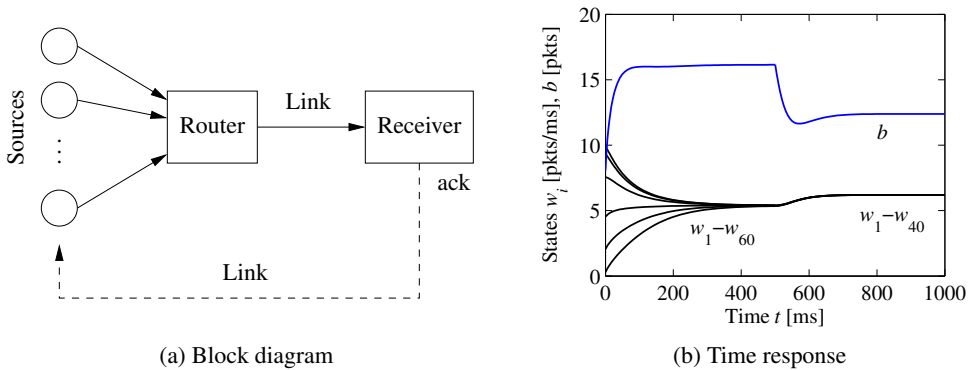 Sources
...
Router
Link
Receiver
ack
Link
(a) Block diagram
States w_i [pkts/ms], b [pkts]
20
15
10
5
0
b
w_1–w_60
w_1–w_40
0 200 400 600 800 1000
Time t [ms]
(b) Time response